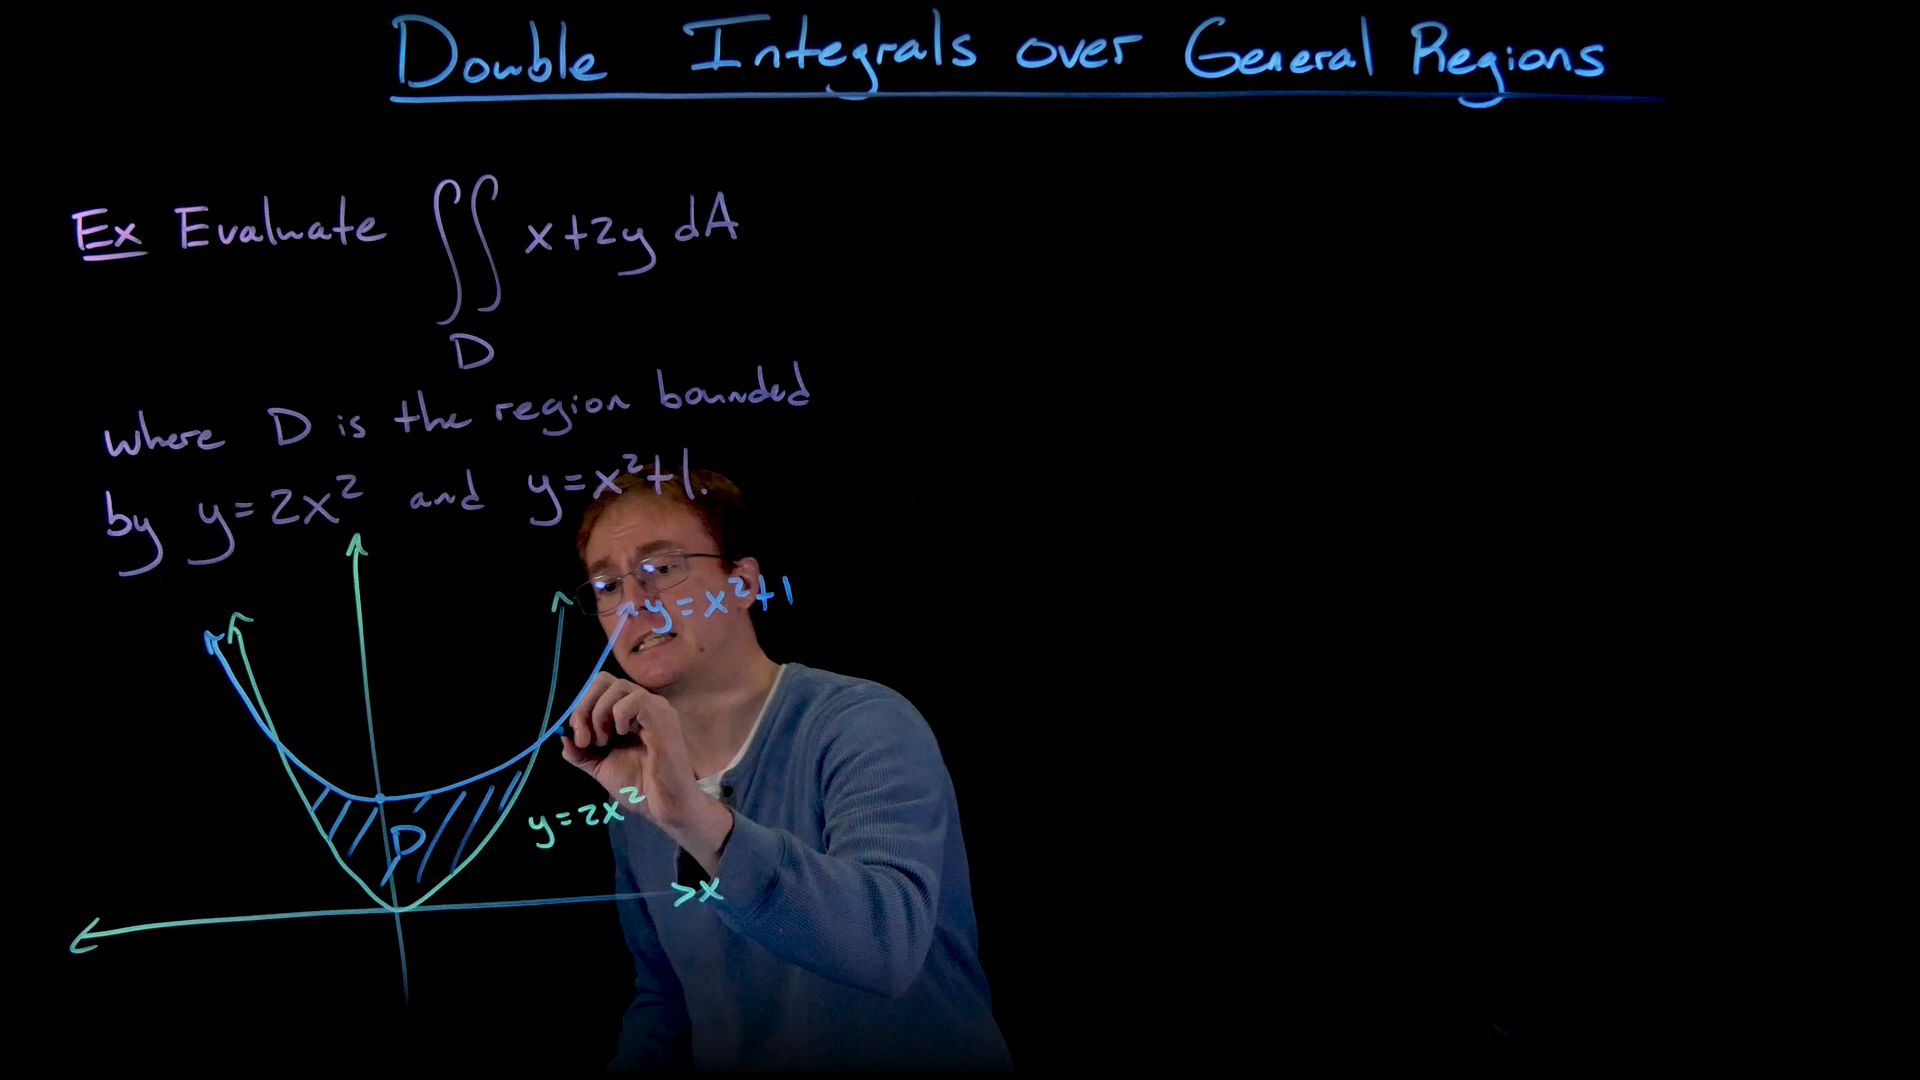 Double Integrals over General Regions
Ex Evaluate ∬ x+2y dA
D
where D is the region bounded
by y=2x² and y=x²+1.
y=x²+1
y=2x²
D
x